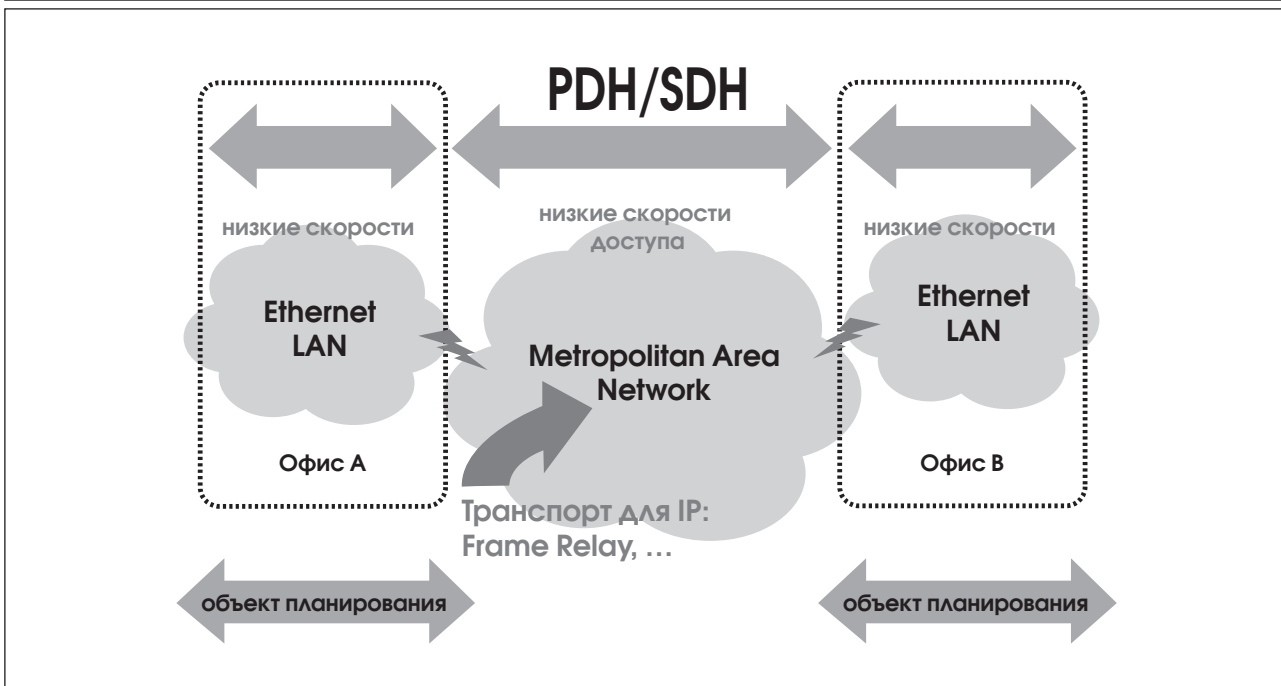 PDH/SDH
низкие скорости
низкие скорости
доступа
низкие скорости
Ethernet
LAN
Metropolitan Area
Network
Ethernet
LAN
Офис А
Офис В
Транспорт для IP:
Frame Relay, ...
объект планирования
объект планирования